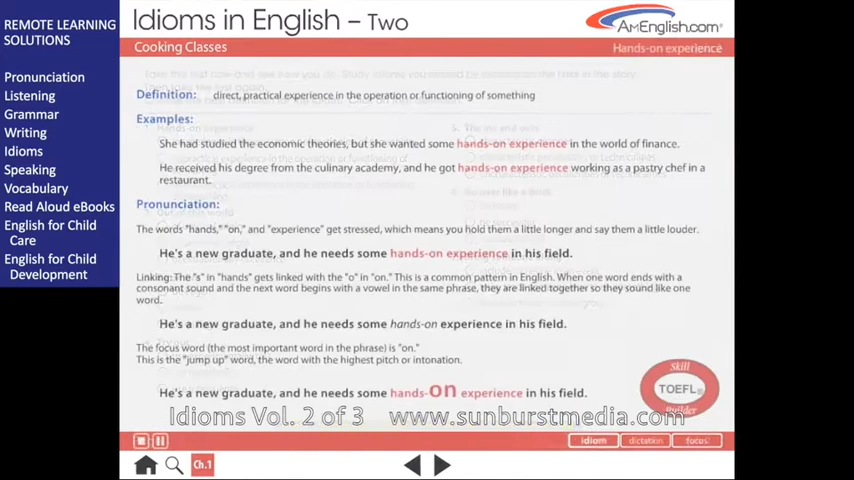 REMOTE LEARNING
SOLUTIONS
Pronunciation
Listening
Grammar
Writing
Idioms
Speaking
Vocabulary
Read Aloud eBooks
English for Child
Care
English for Child
Development
Idioms in English – Two
AMENGLISH.com®
Cooking Classes
Hands-on experience
Definition: direct, practical experience in the operation or functioning of something
Examples:
She had studied the economic theories, but she wanted some hands-on experience in the world of finance.
He received his degree from the culinary academy, and he got hands-on experience working as a pastry chef in a
restaurant.
Pronunciation:
The words "hands," "on," and "experience" get stressed, which means you hold them a little longer and say them a little louder.
He's a new graduate, and he needs some hands-on experience in his field.
Linking: The "s" in "hands" gets linked with the "o" in "on." This is a common pattern in English. When one word ends with a
consonant sound and the next word begins with a vowel in the same phrase, they are linked together so they sound like one
word.
He's a new graduate, and he needs some hands-on experience in his field.
The focus word (the most important word in the phrase) is "on."
This is the "jump up" word, the word with the highest pitch or intonation.
He's a new graduate, and he needs some hands-on experience in his field.
Skill
TOEFL®
Builder
Idioms Vol. 2 of 3 www.sunburstmedia.com
idiom
dictation
focus!
Ch.1